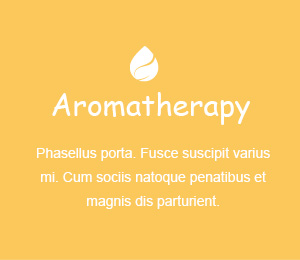 Aromatherapy
Phasellus porta. Fusce suscipit varius
mi. Cum sociis natoque penatibus et
magnis dis parturient.